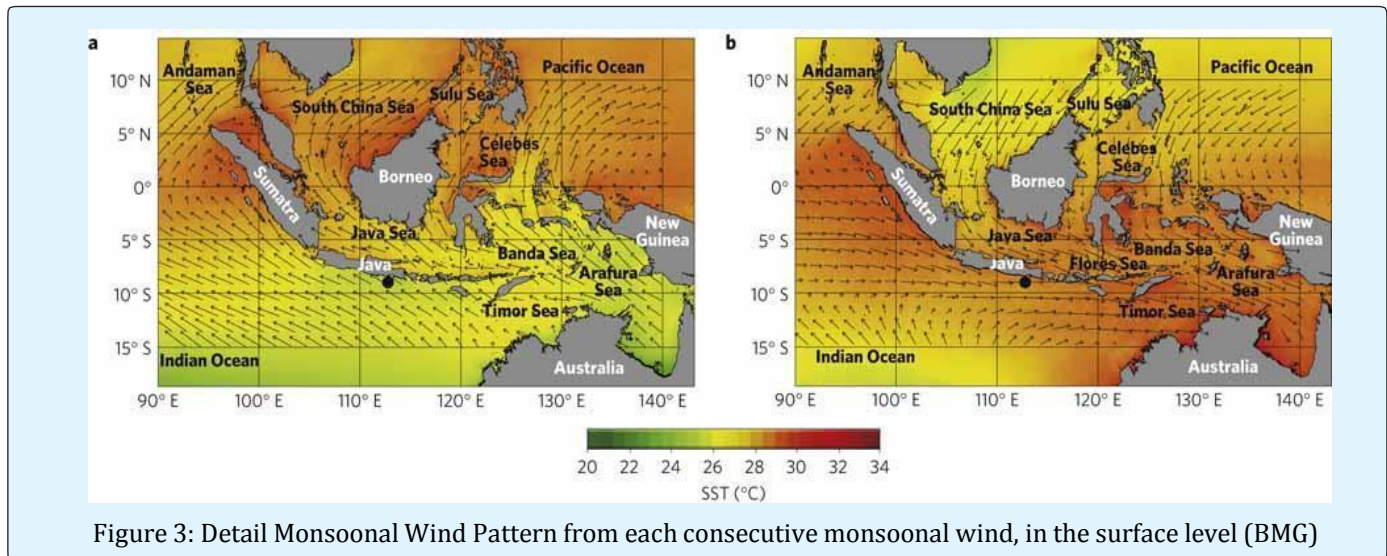 a
Andaman
Sea
South China Sea
Sulu Sea
Pacific Ocean
Celebes
Sea
Borneo
Sumatra
Java Sea
Java
Banda Sea
New
Guinea
Arafura
Sea
Timor Sea
Indian Ocean
Australia
10° N
5° N
0°
5° S
10° S
15° S
90° E 100° E 110° E 120° E 130° E 140° E
b
Andaman
Sea
South China Sea
Sulu Sea
Pacific Ocean
Celebes
Sea
Borneo
Sumatra
Java Sea
Java
Flores Sea
Banda Sea
New
Guinea
Arafura
Sea
Timor Sea
Indian Ocean
Australia
10° N
5° N
0°
5° S
10° S
15° S
90° E 100° E 110° E 120° E 130° E 140° E
20 22 24 26 28 30 32 34
SST (°C)
Figure 3: Detail Monsoonal Wind Pattern from each consecutive monsoonal wind, in the surface level (BMG)